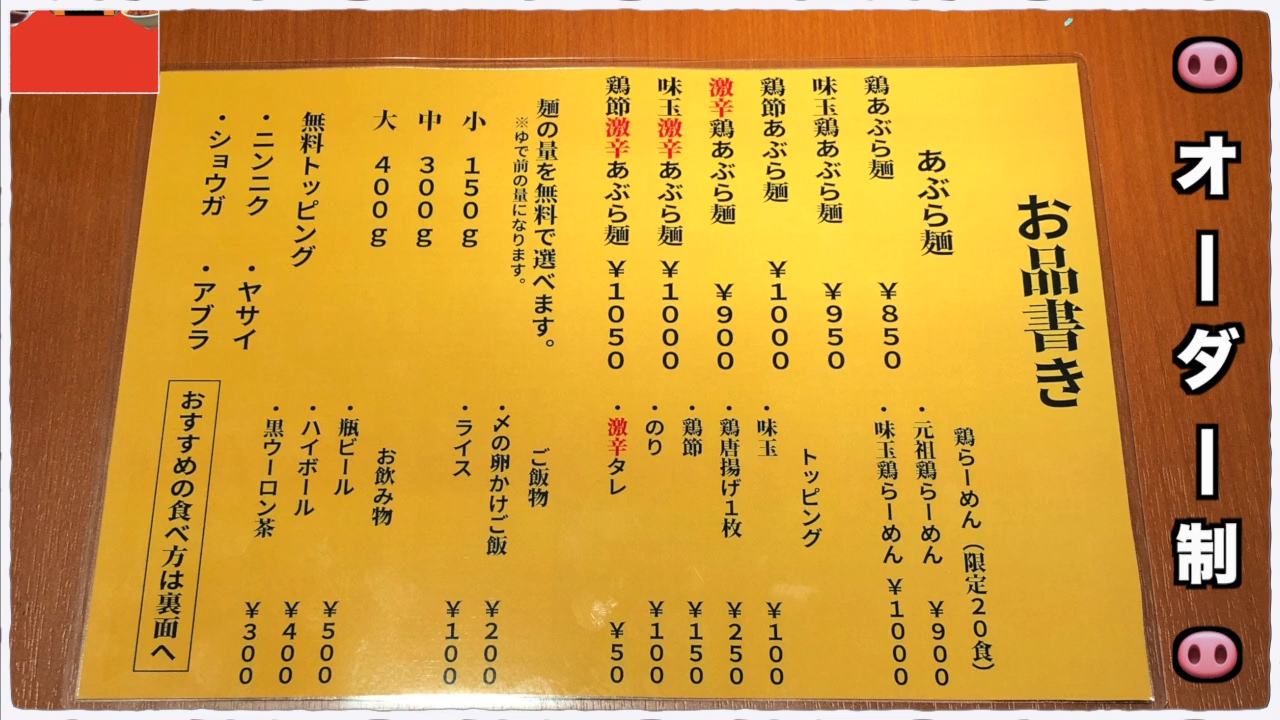 オーダー制
お品書き
あぶら麺
鶏あぶら麺 ￥８５０
味玉鶏あぶら麺 ￥９５０
鶏節あぶら麺 ￥１０００
激辛鶏あぶら麺 ￥９００
味玉激辛あぶら麺 ￥１０００
鶏節激辛あぶら麺 ￥１０５０
麺の量を無料で選べます。
※ゆで前の量になります。
小 １５０ｇ
中 ３００ｇ
大 ４００ｇ
無料トッピング
・ニンニク ・ヤサイ
・ショウガ ・アブラ
鶏らーめん（限定２０食）
・元祖鶏らーめん ￥９００
・味玉鶏らーめん ￥１０００
トッピング
・味玉 ￥１００
・鶏唐揚げ１枚 ￥２５０
・鶏節 ￥１５０
・のり ￥１００
・激辛タレ ￥５０
ご飯物
・〆の卵かけご飯 ￥２００
・ライス ￥１００
お飲み物
・瓶ビール ￥５００
・ハイボール ￥４００
・黒ウーロン茶 ￥３００
おすすめの食べ方は裏面へ